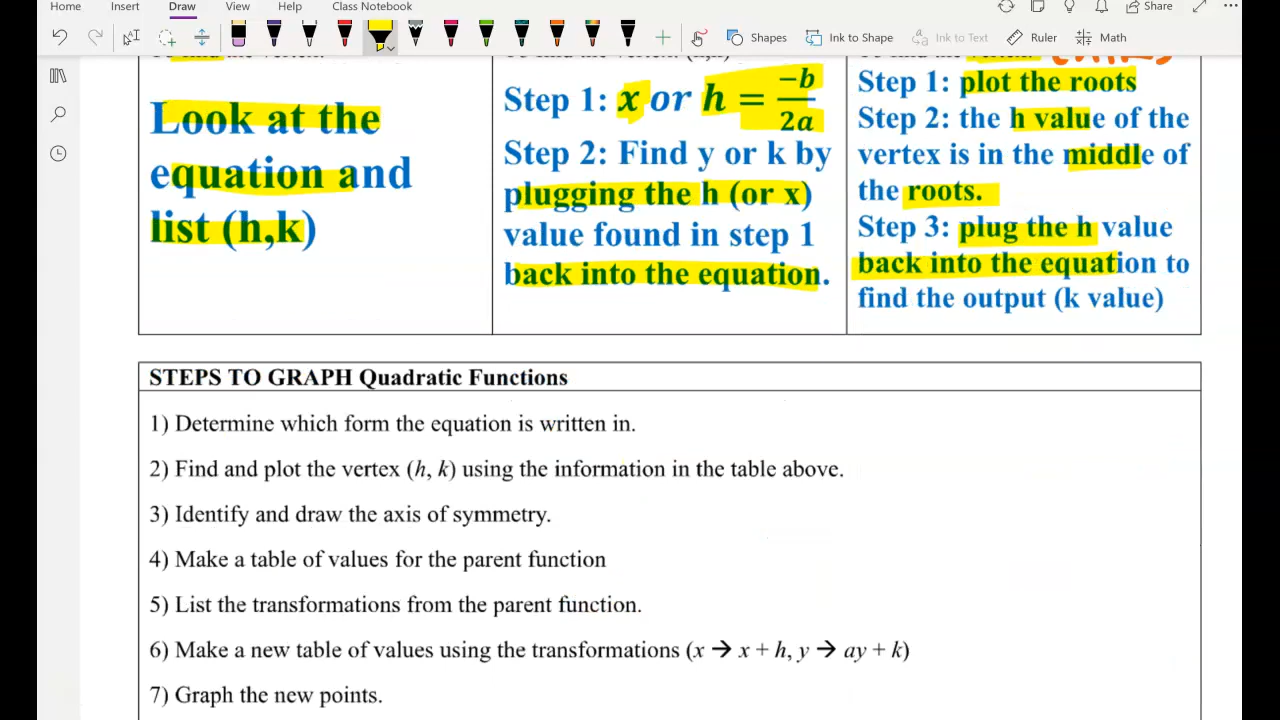 Home Insert Draw View Help Class Notebook Share
Shapes Ink to Shape Ink to Text Ruler Math
Look at the
equation and
list (h,k)
Step 1: x or h = −b/2a
Step 2: Find y or k by
plugging the h (or x)
value found in step 1
back into the equation.
Step 1: plot the roots
Step 2: the h value of the
vertex is in the middle of
the roots.
Step 3: plug the h value
back into the equation to
find the output (k value)
STEPS TO GRAPH Quadratic Functions
1) Determine which form the equation is written in.
2) Find and plot the vertex (h, k) using the information in the table above.
3) Identify and draw the axis of symmetry.
4) Make a table of values for the parent function
5) List the transformations from the parent function.
6) Make a new table of values using the transformations (x → x + h, y → ay + k)
7) Graph the new points.